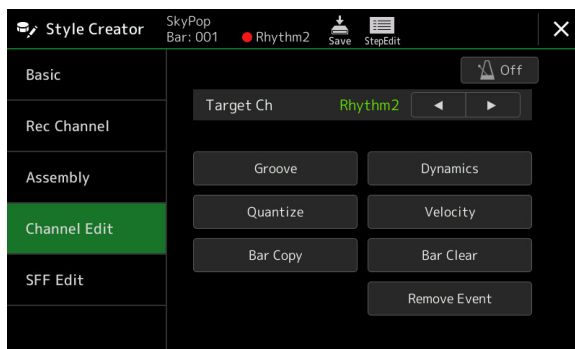 Style Creator
SkyPop
Bar: 001
Rhythm2
Save
StepEdit
Basic
Rec Channel
Assembly
Channel Edit
SFF Edit
Off
Target Ch Rhythm2
Groove Dynamics
Quantize Velocity
Bar Copy Bar Clear
Remove Event